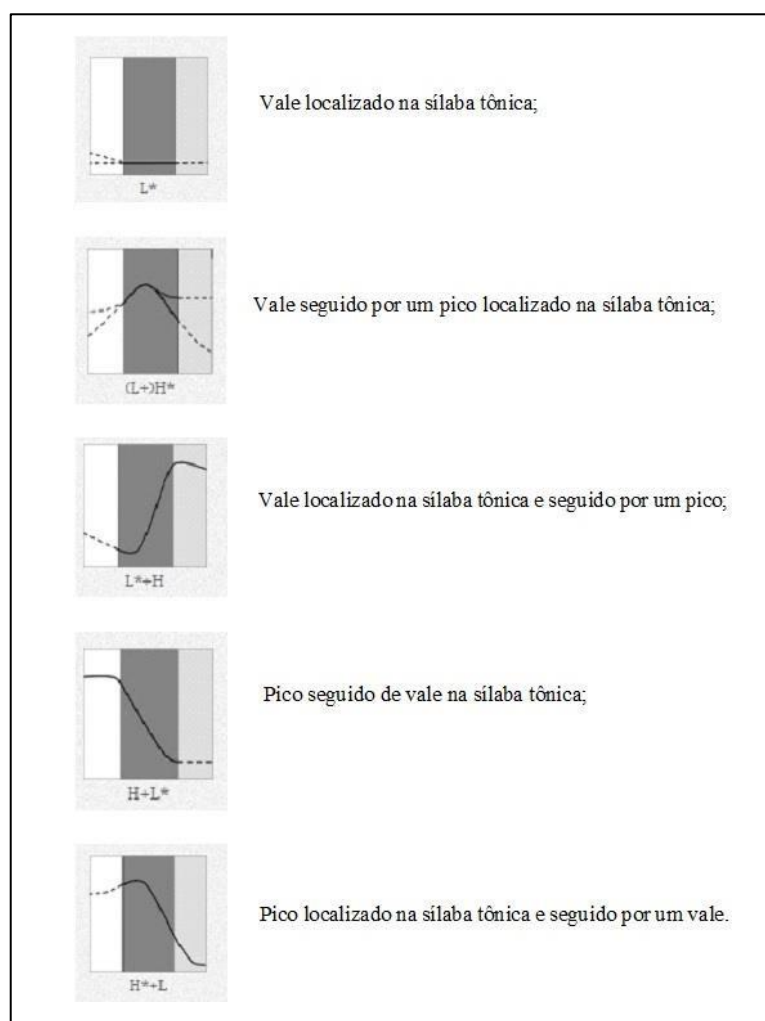 Vale localizado na sílaba tônica;
L*
Vale seguido por um pico localizado na sílaba tônica;
(L+)H*
Vale localizado na sílaba tônica e seguido por um pico;
L*+H
Pico seguido de vale na sílaba tônica;
H+L*
Pico localizado na sílaba tônica e seguido por um vale.
H*+L